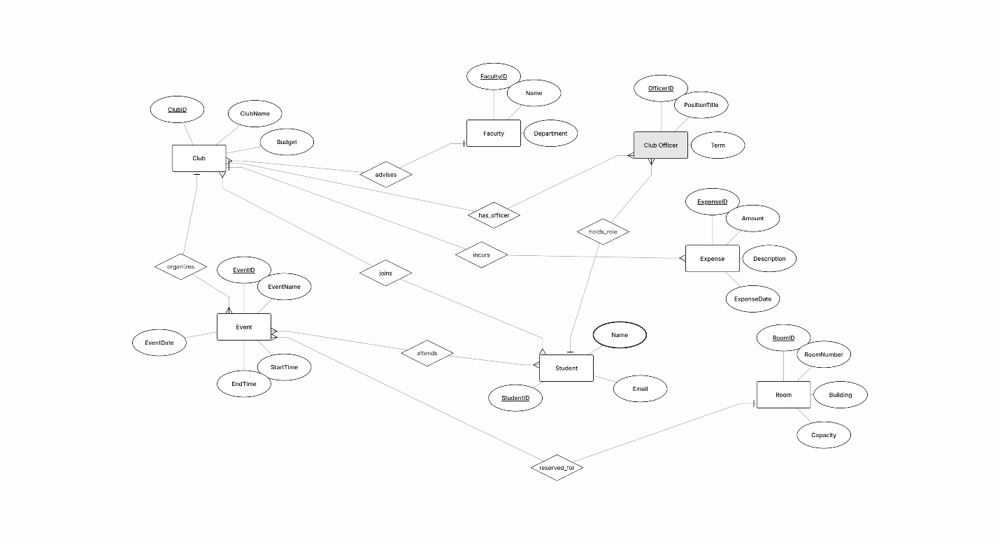 FacultyID
Name
OfficerID
PositionTitle
ClubID
ClubName
Faculty
Department
Budget
Club Officer
Term
Club
advises
ExpenseID
has_officer
Amount
holds_role
incurs
Expense
Description
organizes
EventID
joins
EventName
ExpenseDate
Event
Name
RoomID
EventDate
attends
RoomNumber
StartTime
Student
EndTime
Email
StudentID
Room
Building
Capacity
reserved_for